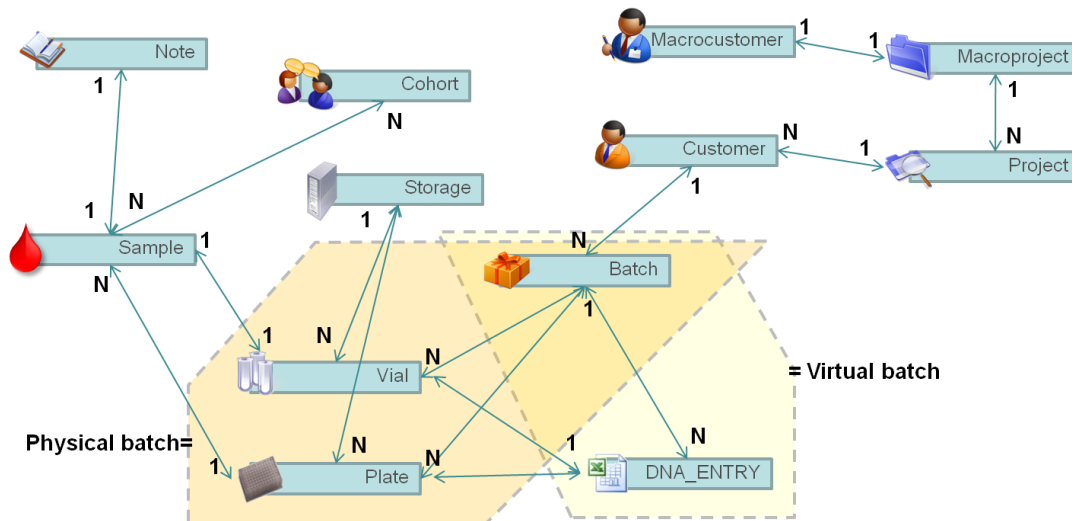 Note
Macrocustomer
1
1
Macroproject
1
Cohort
1
N
N
Customer
N
1
Project
Storage
1
1
1
N
Sample
1
N
Batch
N
1
1
N
N
Vial
= Virtual batch
Physical batch=
1
N
N
1
N
Plate
DNA_ENTRY